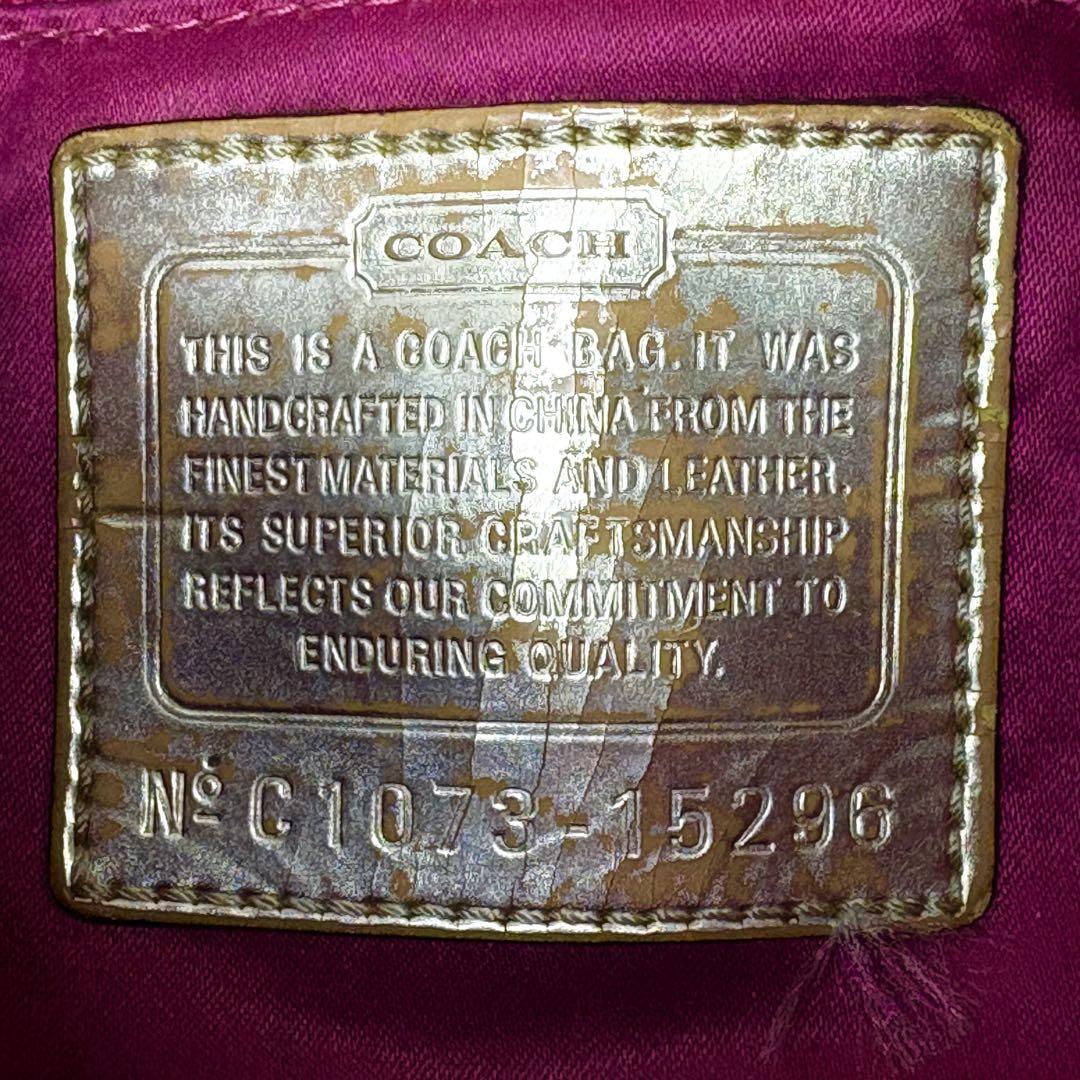 COACH
THIS IS A COACH BAG. IT WAS
HANDCRAFTED IN CHINA FROM THE
FINEST MATERIALS AND LEATHER.
ITS SUPERIOR CRAFTSMANSHIP
REFLECTS OUR COMMITMENT TO
ENDURING QUALITY.
Nº C1073-15296